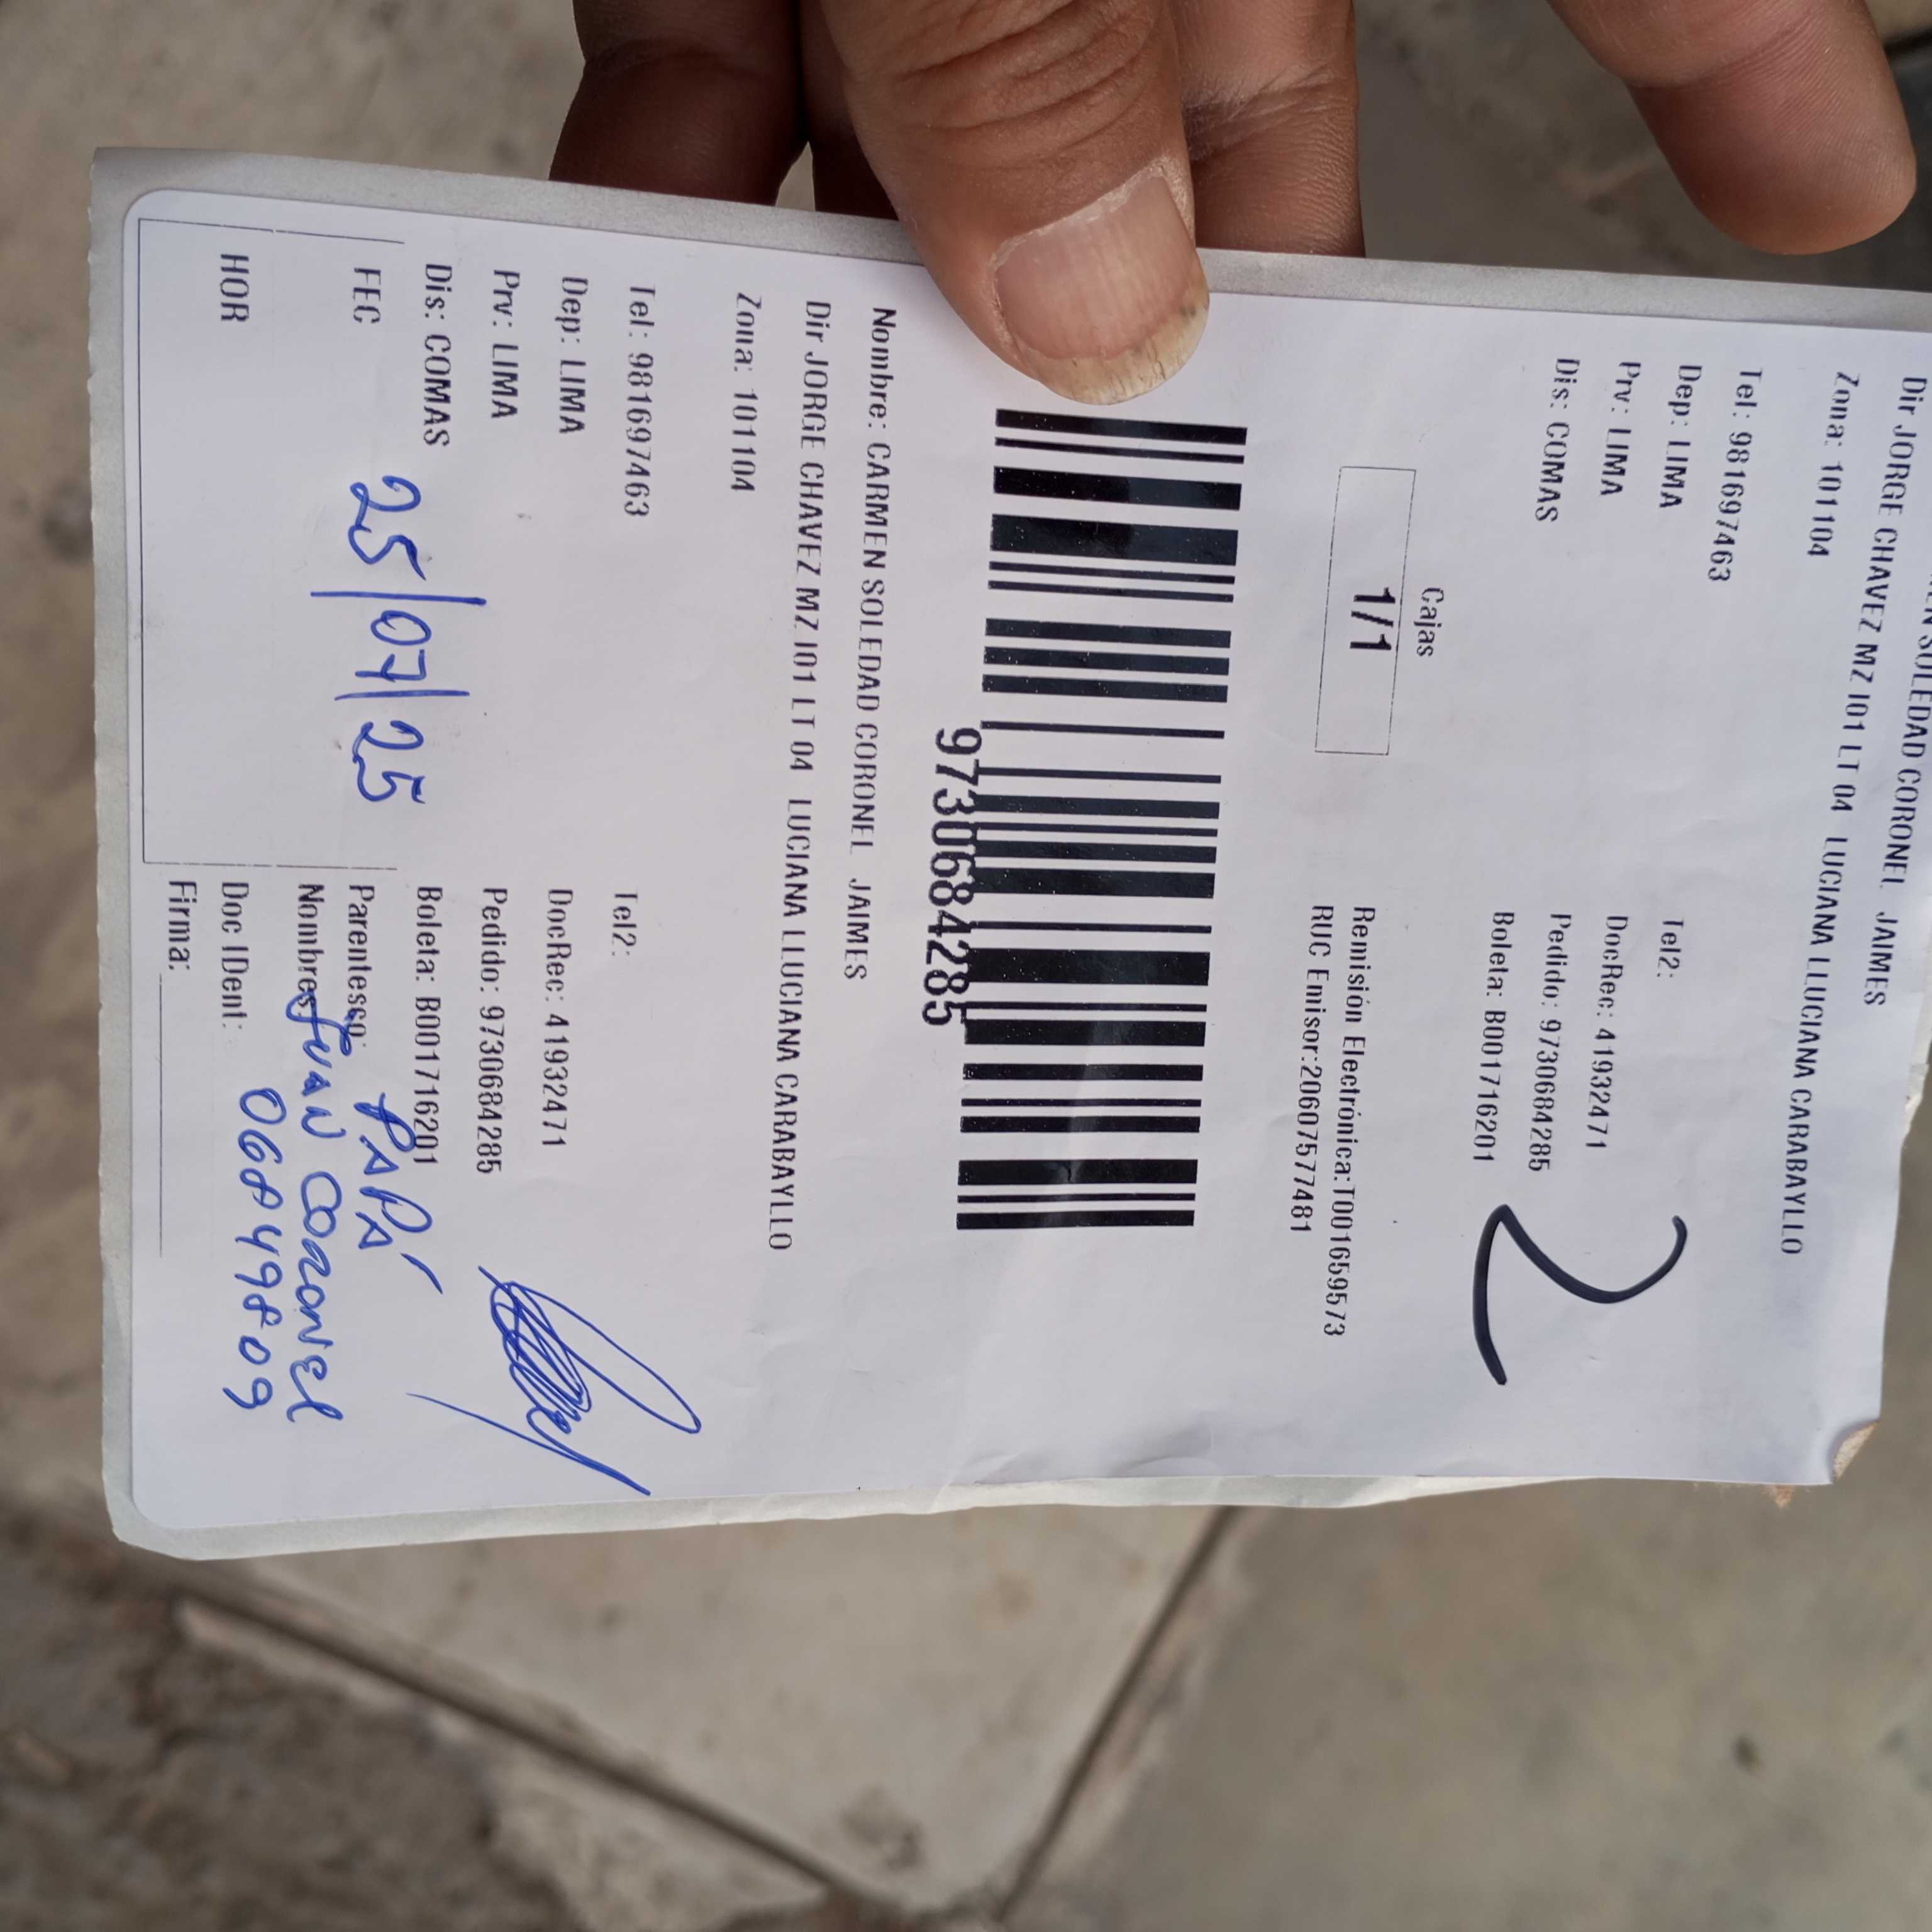 EN SOLEDAD CORONEL JAIMES
Dir JORGE CHAVEZ MZ I01 LT 04 LUCIANA LLUCIANA CARABAYLLO
Zona: 101104
Tel: 981697463 Tel2:
Dep: LIMA DocRec: 41932471
Prv: LIMA Pedido: 9730684285
Dis: COMAS Boleta: B001716201
2
Cajas
1/1
Remisión Electrónica:T001659573
RUC Emisor:20607577481
9730684285
Nombre: CARMEN SOLEDAD CORONEL JAIMES
Dir JORGE CHAVEZ MZ I01 LT 04 LUCIANA LLUCIANA CARABAYLLO
Zona: 101104
Tel: 981697463 Tel2:
Dep: LIMA DocRec: 41932471
Prv: LIMA Pedido: 9730684285
Dis: COMAS Boleta: B001716201
FEC 25/07/25 Parentesco: PAPÁ
Nombres JUAN CORONEL
HOR Doc IDent: 06849809
Firma: